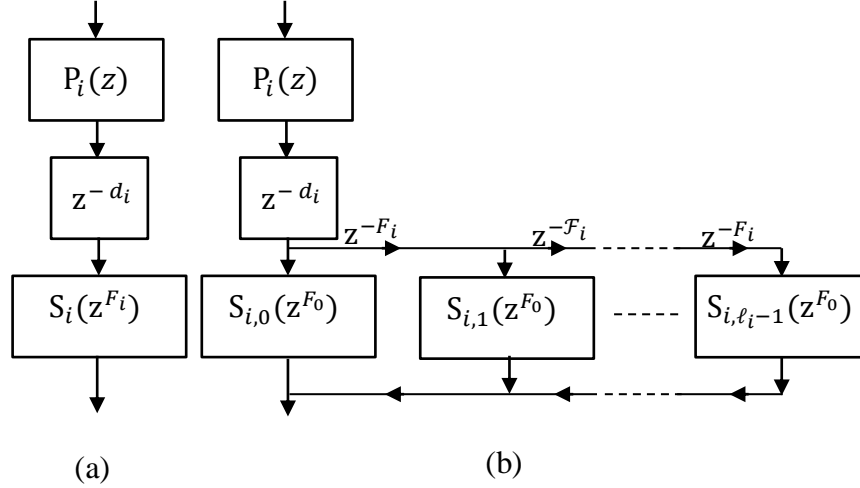 P_i(z) P_i(z)
z^{- d_i} z^{- d_i}
z^{-F_i} z^{-ℱ_i} z^{-F_i}
S_i(z^{F_i}) S_{i,0}(z^{F_0}) S_{i,1}(z^{F_0}) S_{i,ℓ_i−1}(z^{F_0})
(a) (b)